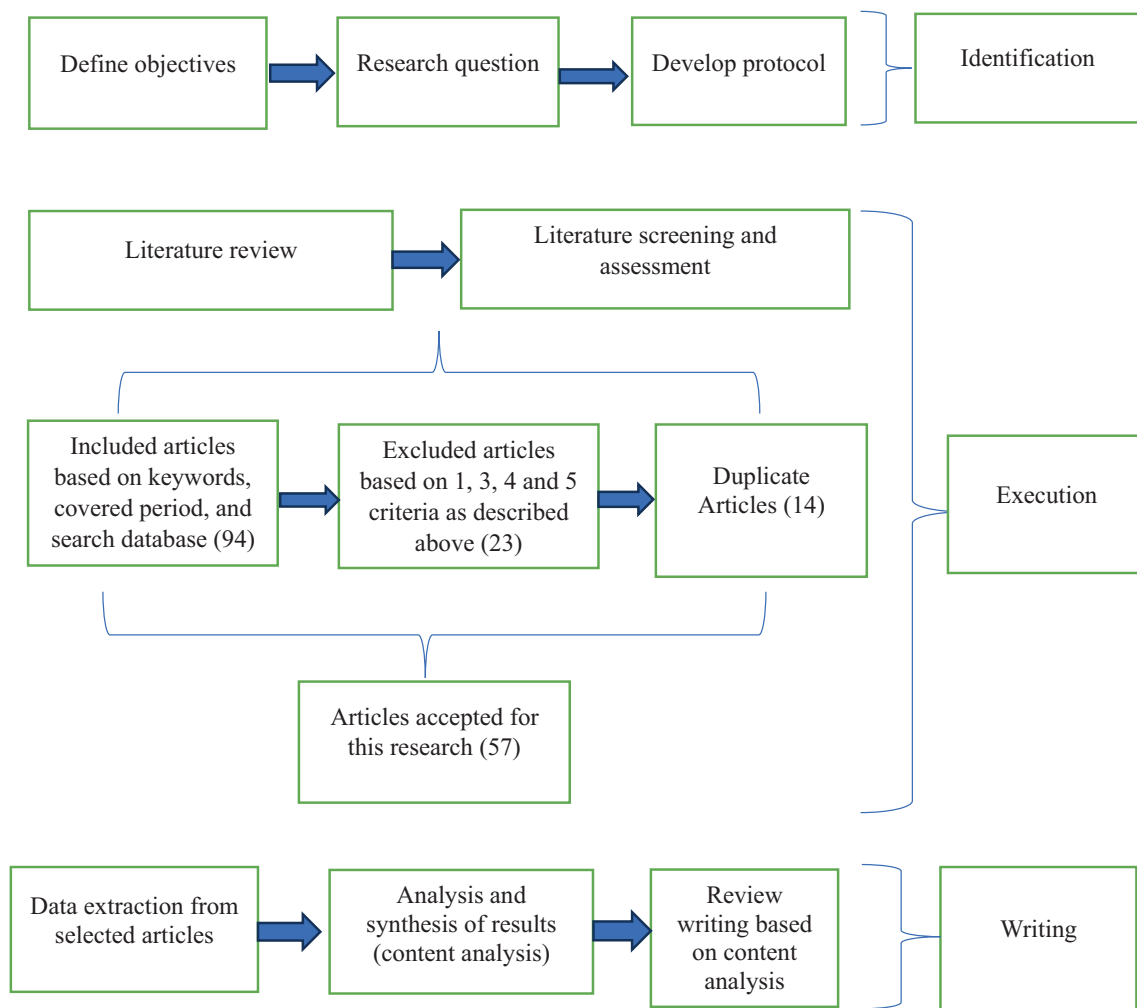 Define objectives
Research question
Develop protocol
Identification
Literature review
Literature screening and
assessment
Included articles
based on keywords,
covered period, and
search database (94)
Excluded articles
based on 1, 3, 4 and 5
criteria as described
above (23)
Duplicate
Articles (14)
Execution
Articles accepted for
this research (57)
Data extraction from
selected articles
Analysis and
synthesis of results
(content analysis)
Review
writing based
on content
analysis
Writing